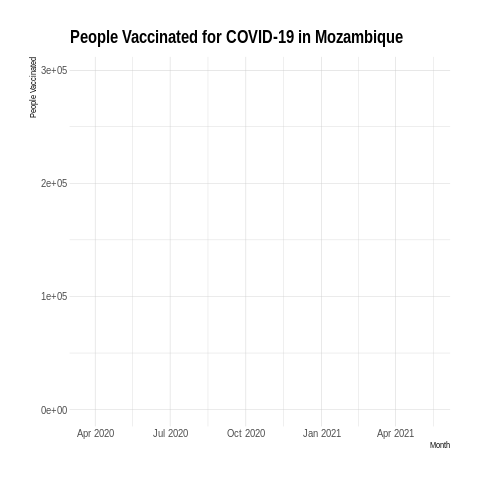 People Vaccinated for COVID-19 in Mozambique
People Vaccinated
3e+05
2e+05
1e+05
0e+00
Apr 2020 Jul 2020 Oct 2020 Jan 2021 Apr 2021
Month